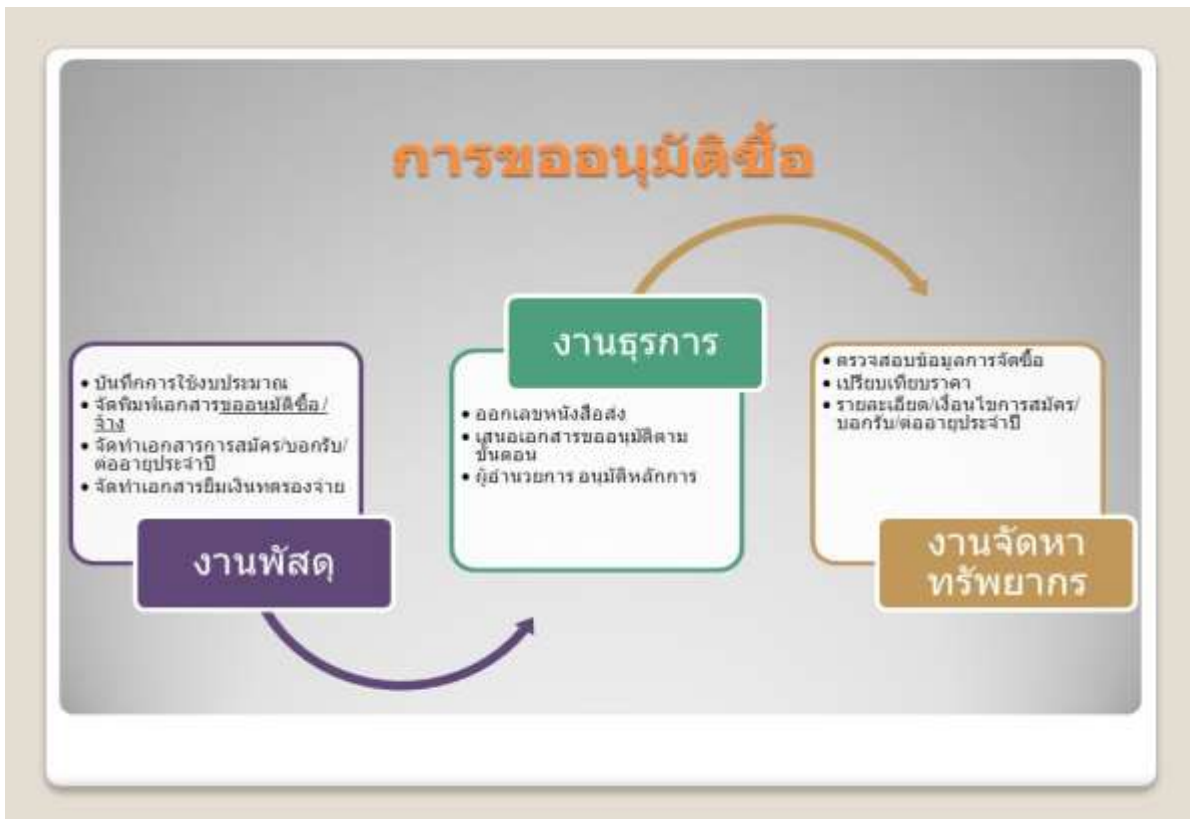 การขออนุมัติซื้อ
• บันทึกการใช้งบประมาณ
• จัดพิมพ์เอกสารขออนุมัติซื้อ/
จ้าง
• จัดทำเอกสารการสมัคร/บอกรับ/
ต่ออายุประจำปี
• จัดทำเอกสารยืมเงินทดรองจ่าย
งานพัสดุ
งานธุรการ
• ออกเลขหนังสือส่ง
• เสนอเอกสารขออนุมัติตาม
ขั้นตอน
• ผู้อำนวยการ อนุมัติหลักการ
• ตรวจสอบข้อมูลการจัดซื้อ
• เปรียบเทียบราคา
• รายละเอียด/เงื่อนไขการสมัคร/
บอกรับ/ต่ออายุประจำปี
งานจัดหา
ทรัพยากร